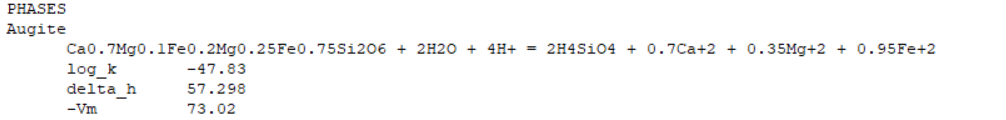 PHASES
Augite
Ca0.7Mg0.1Fe0.2Mg0.25Fe0.75Si2O6 + 2H2O + 4H+ = 2H4SiO4 + 0.7Ca+2 + 0.35Mg+2 + 0.95Fe+2
log_k -47.83
delta_h 57.298
-Vm 73.02